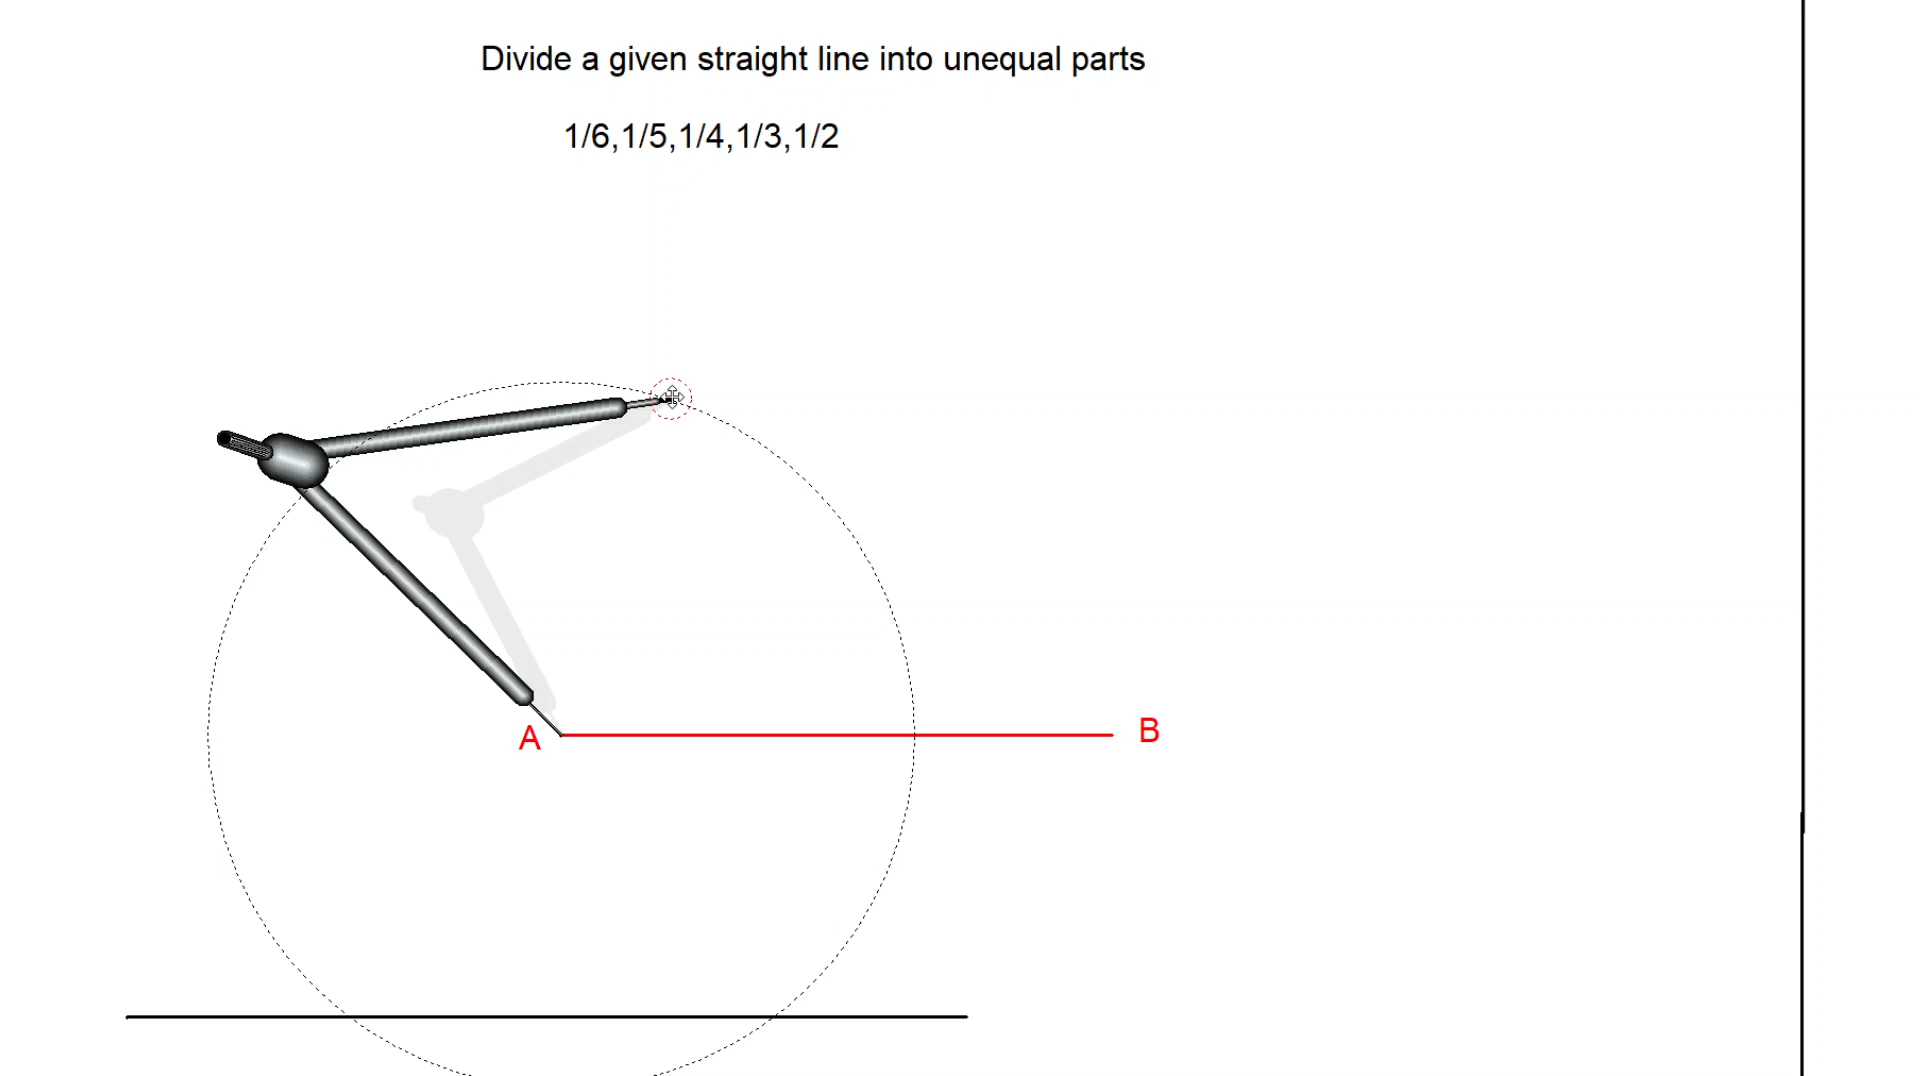 Divide a given straight line into unequal parts
1/6,1/5,1/4,1/3,1/2
A
B